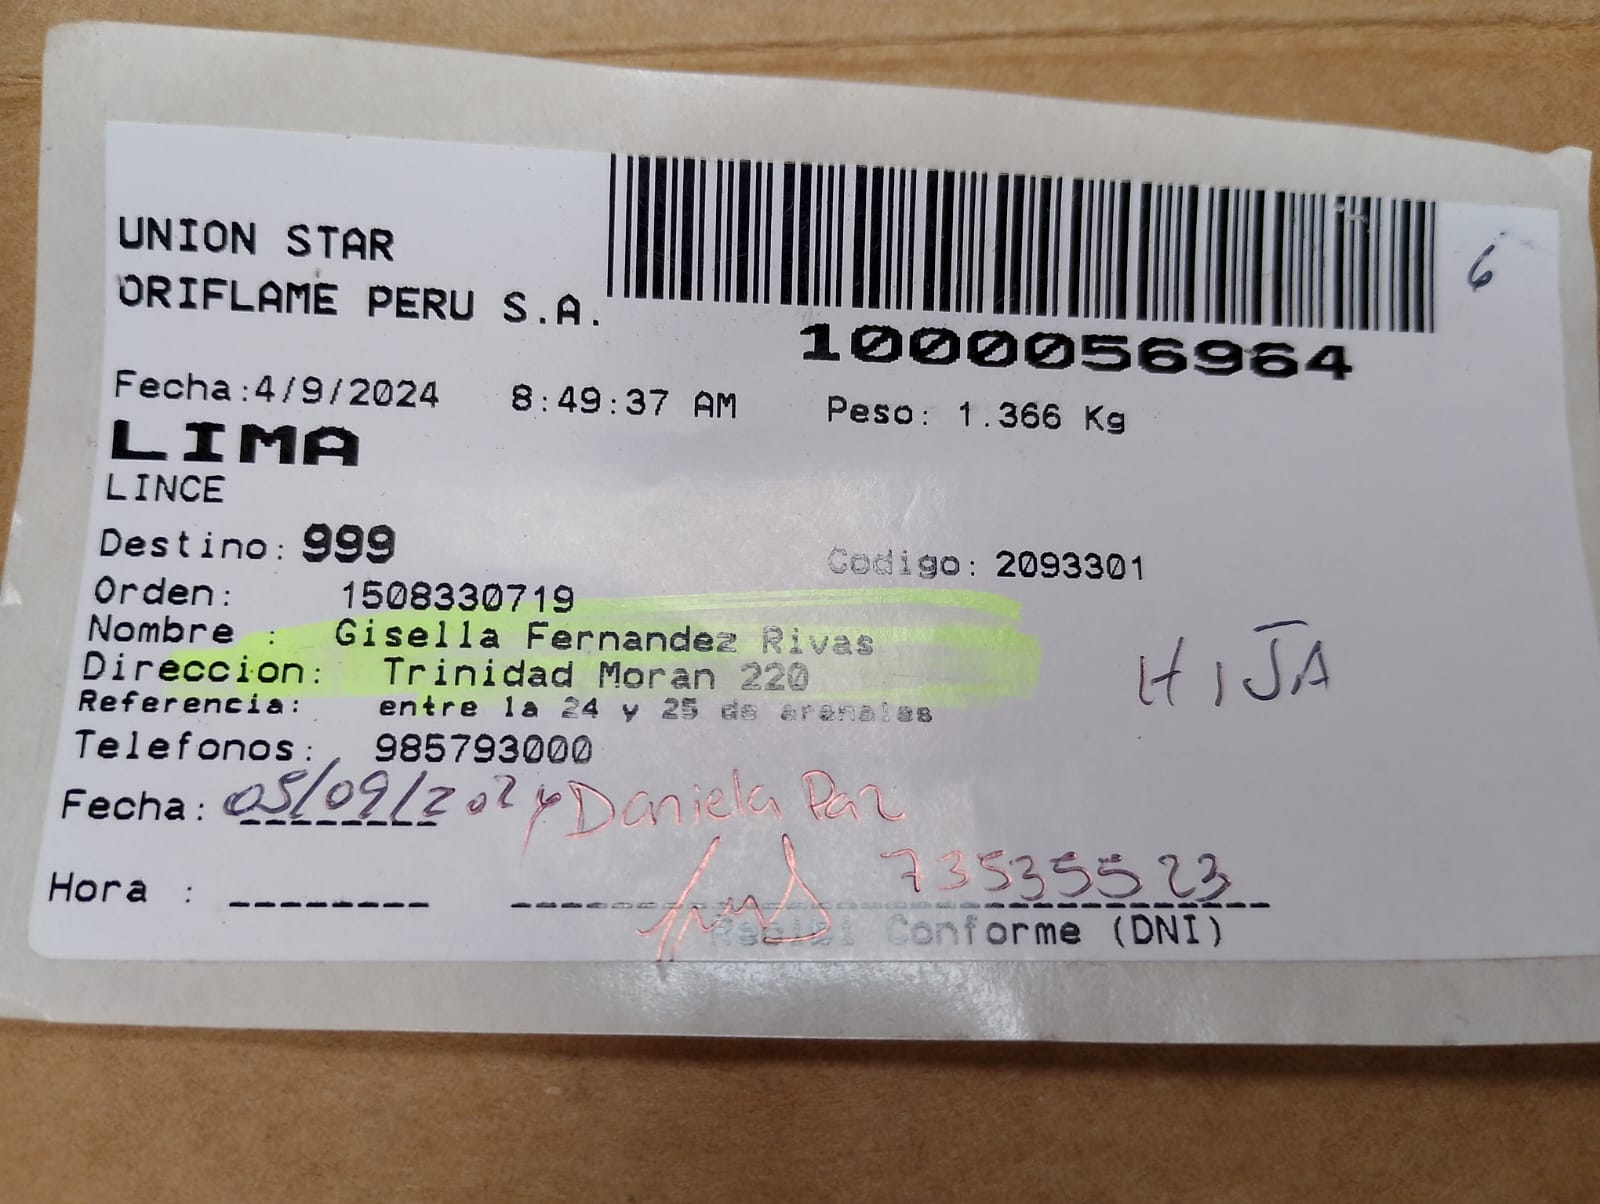 UNION STAR
ORIFLAME PERU S.A.
6
1000056964
Fecha:4/9/2024 8:49:37 AM Peso: 1.366 Kg
LIMA
LINCE
Destino: 999 Codigo: 2093301
Orden: 1508330719
Nombre : Gisella Fernandez Rivas
Direccion: Trinidad Moran 220
HIJA
Referencia: entre la 24 y 25 de arenales
Telefonos: 985793000
Fecha: 05/09/2024 Daniela Paz
73535523
Hora :
Recibi Conforme (DNI)